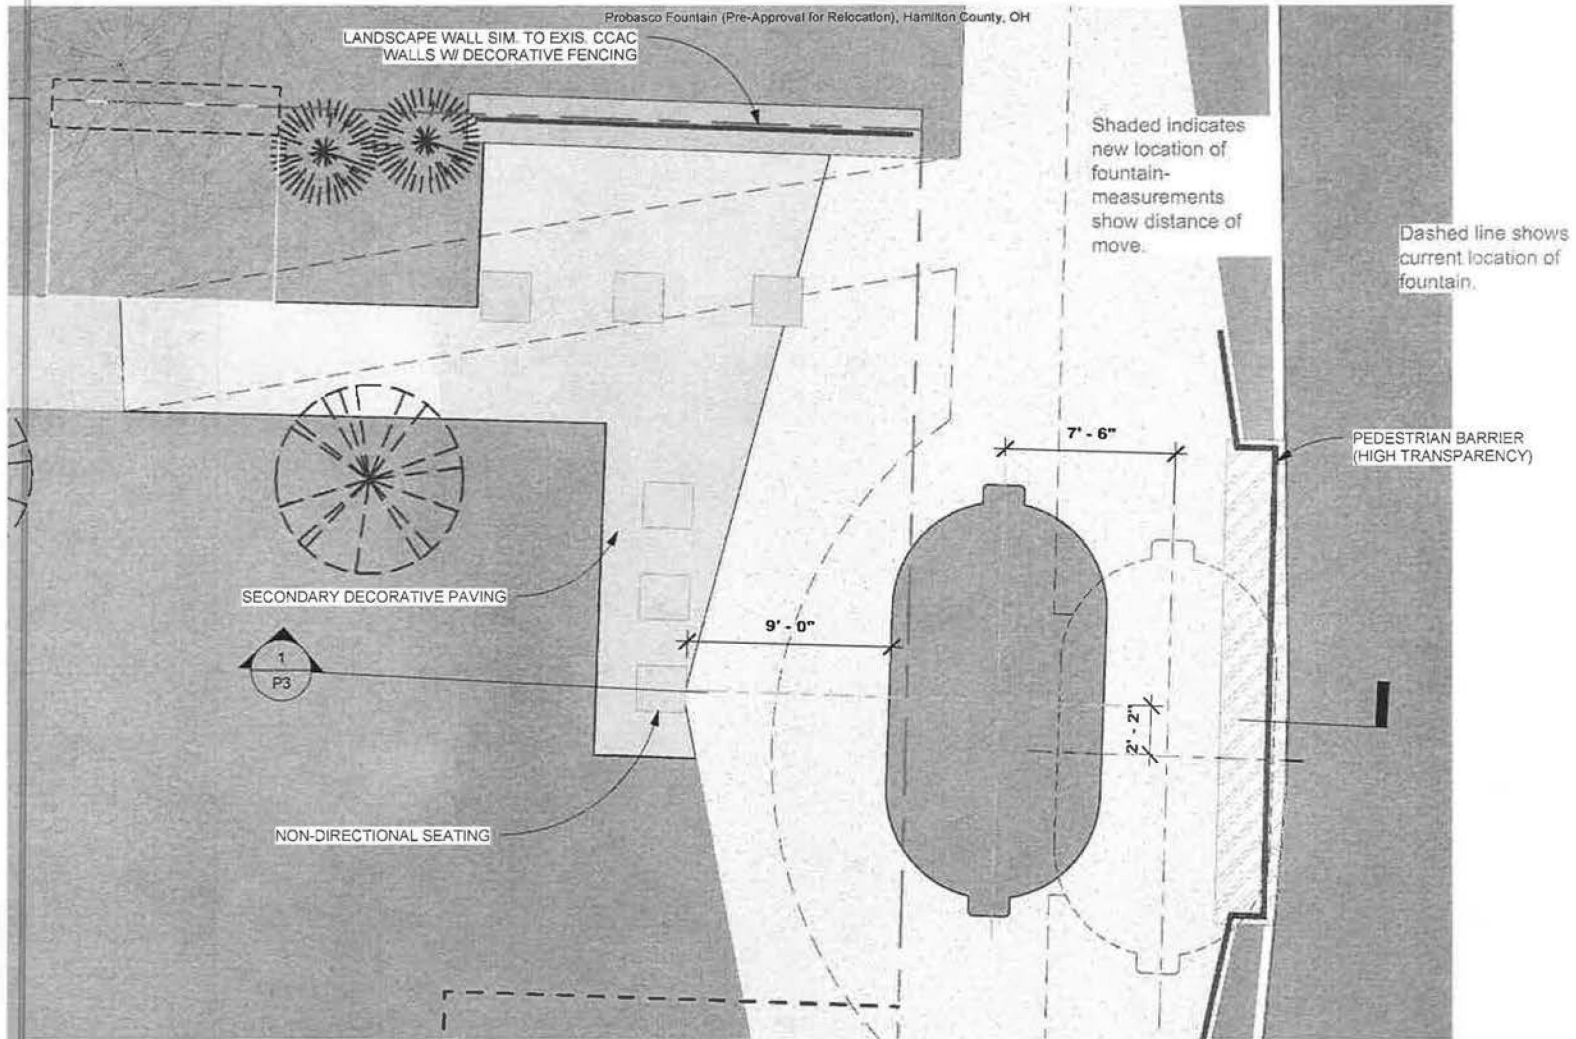 Probasco Fountain (Pre-Approval for Relocation), Hamilton County, OH
LANDSCAPE WALL SIM. TO EXIS. CCAC
WALLS W/ DECORATIVE FENCING
Shaded indicates
new location of
fountain-
measurements
show distance of
move.
Dashed line shows
current location of
fountain.
7' - 6"
PEDESTRIAN BARRIER
(HIGH TRANSPARENCY)
SECONDARY DECORATIVE PAVING
9' - 0"
1
P3
2' - 2"
NON-DIRECTIONAL SEATING